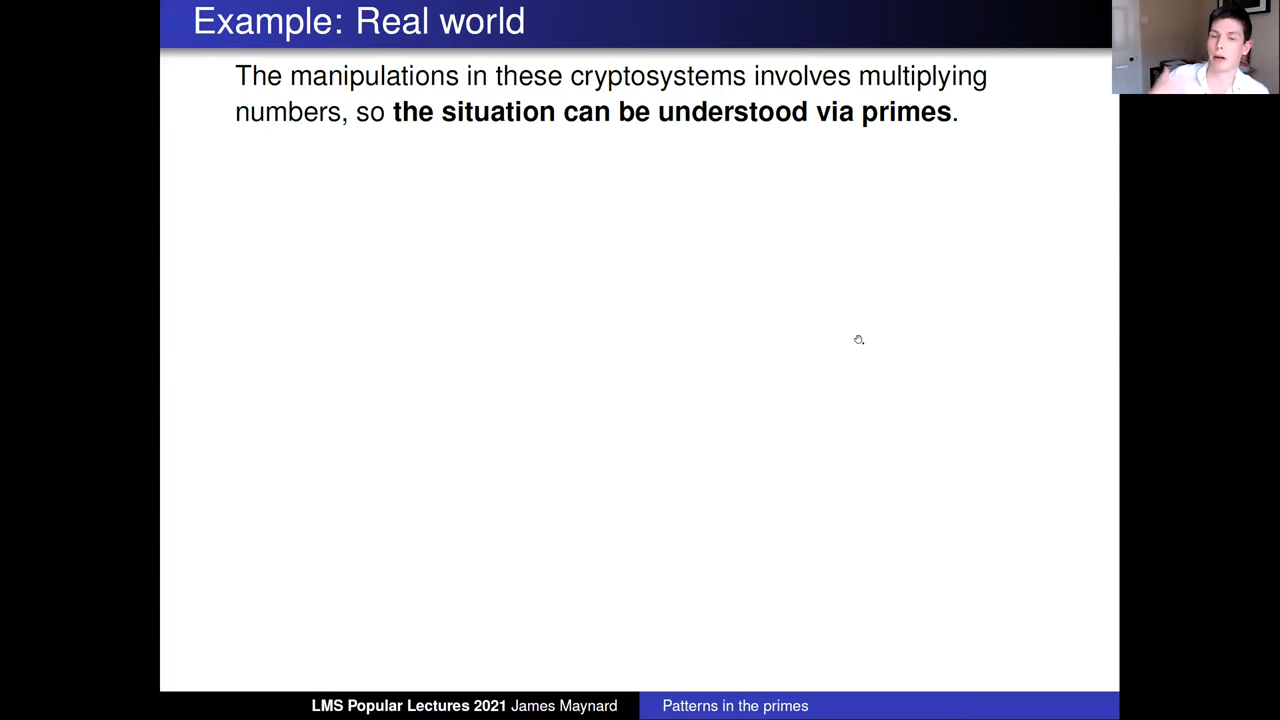 Example: Real world
The manipulations in these cryptosystems involves multiplying
numbers, so the situation can be understood via primes.
LMS Popular Lectures 2021 James Maynard
Patterns in the primes